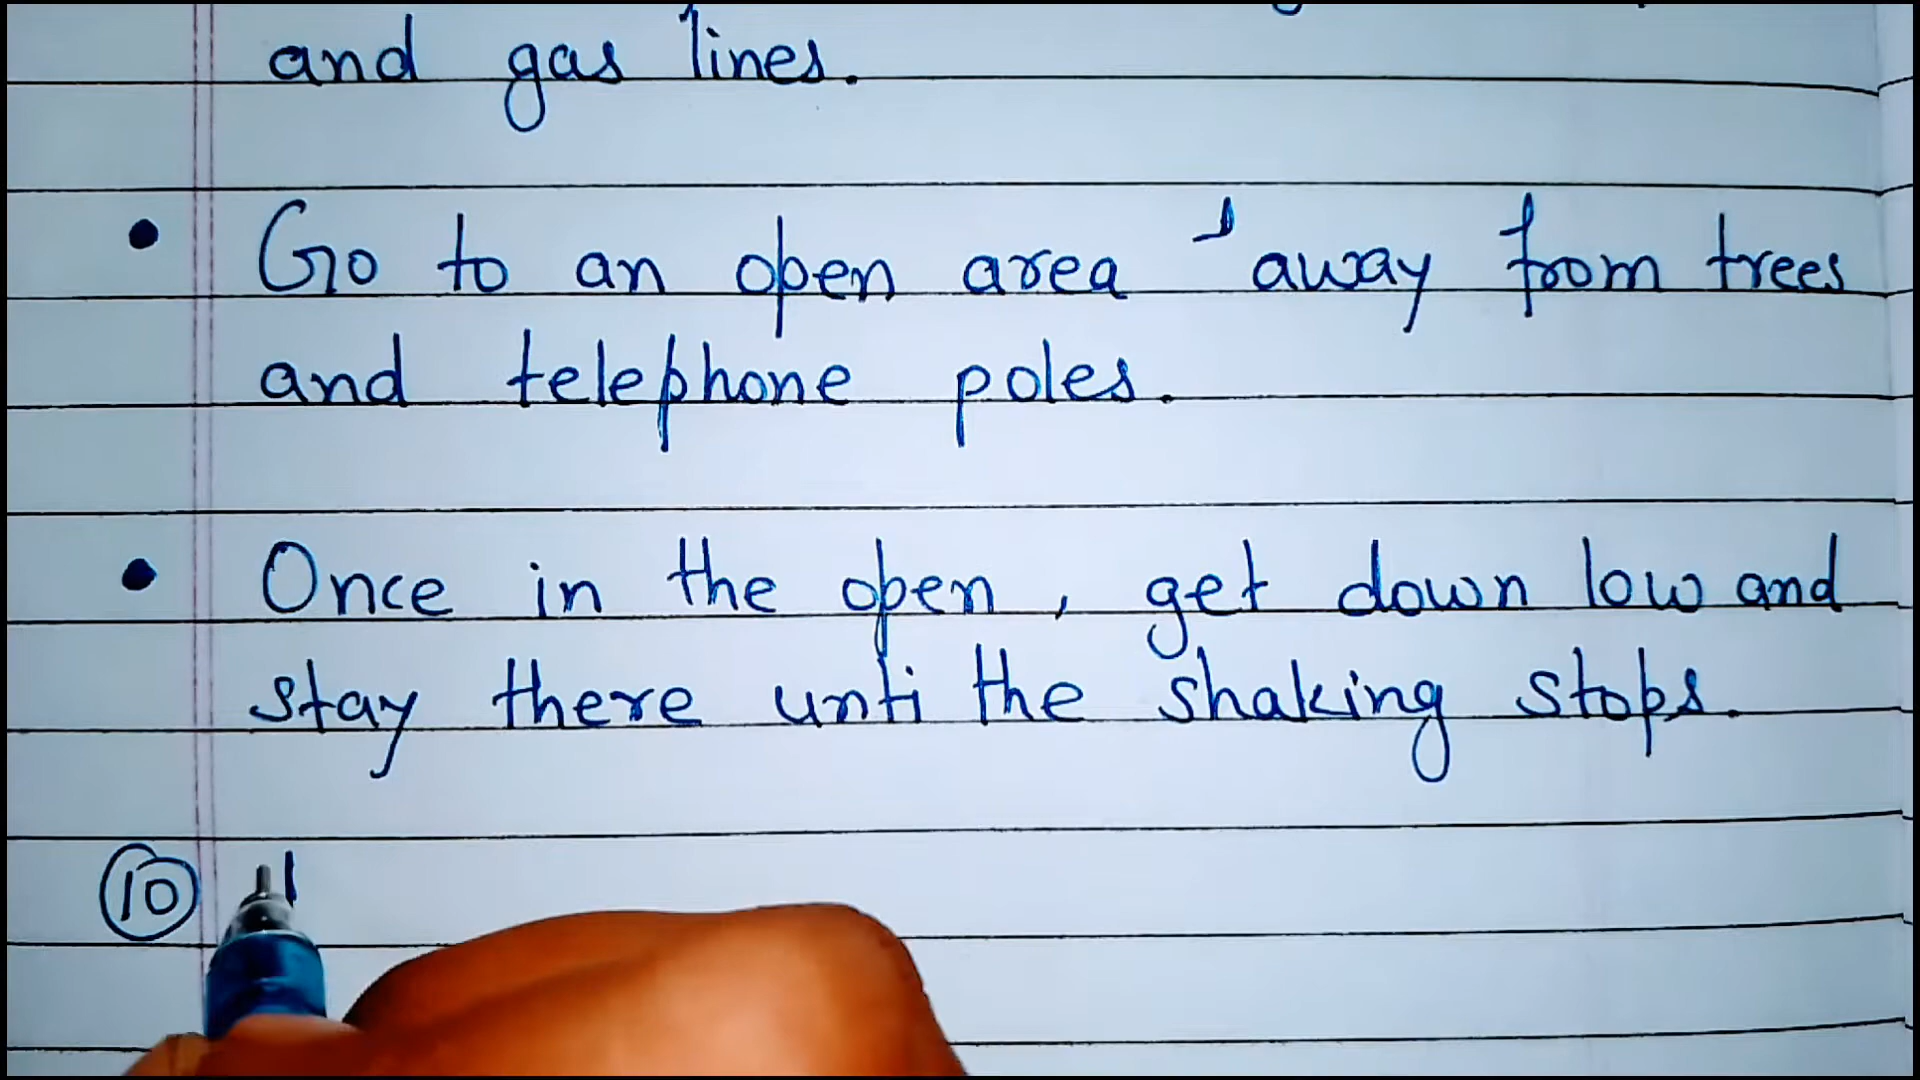 and gas lines.
• Go to an open area away from trees
and telephone poles.
• Once in the open, get down low and
stay there unti the shaking stops.
10